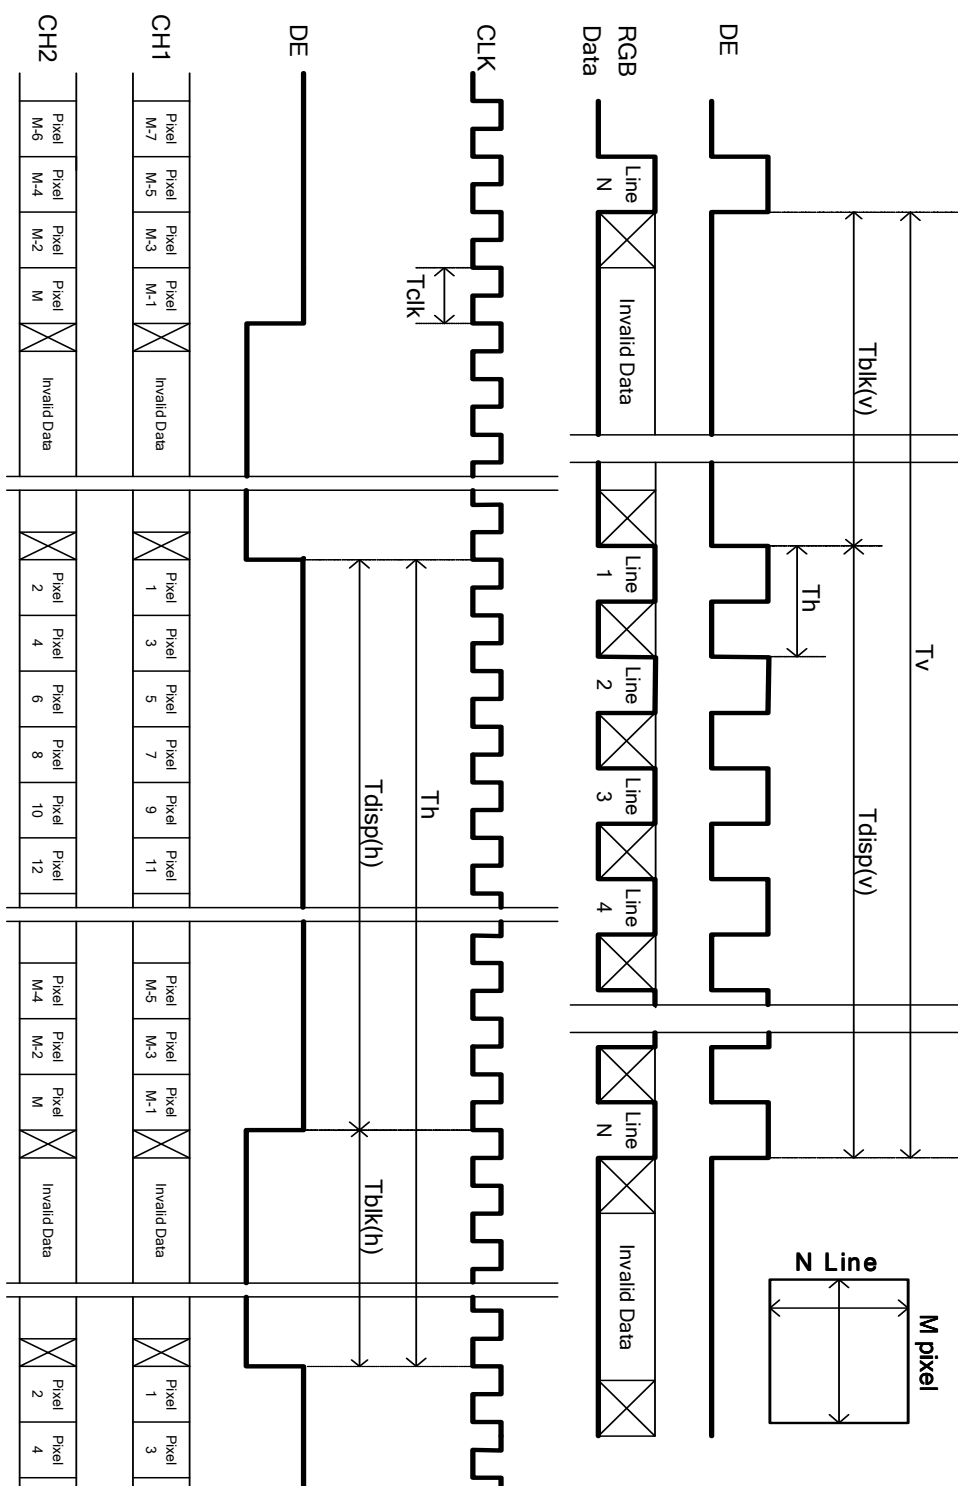 DE
RGB
Data
Tv
Tblk(v)
Tdisp(v)
Th
Line
N
Invalid Data
Line
1
Line
2
Line
3
Line
4
Line
N
Invalid Data
M pixel
N Line
CLK
Tclk
DE
Th
Tdisp(h)
Tblk(h)
CH1
Pixel
M-7
Pixel
M-5
Pixel
M-3
Pixel
M-1
Invalid Data
Pixel
1
Pixel
3
Pixel
5
Pixel
7
Pixel
9
Pixel
11
Pixel
M-5
Pixel
M-3
Pixel
M-1
Invalid Data
Pixel
1
Pixel
3
CH2
Pixel
M-6
Pixel
M-4
Pixel
M-2
Pixel
M
Invalid Data
Pixel
2
Pixel
4
Pixel
6
Pixel
8
Pixel
10
Pixel
12
Pixel
M-4
Pixel
M-2
Pixel
M
Invalid Data
Pixel
2
Pixel
4